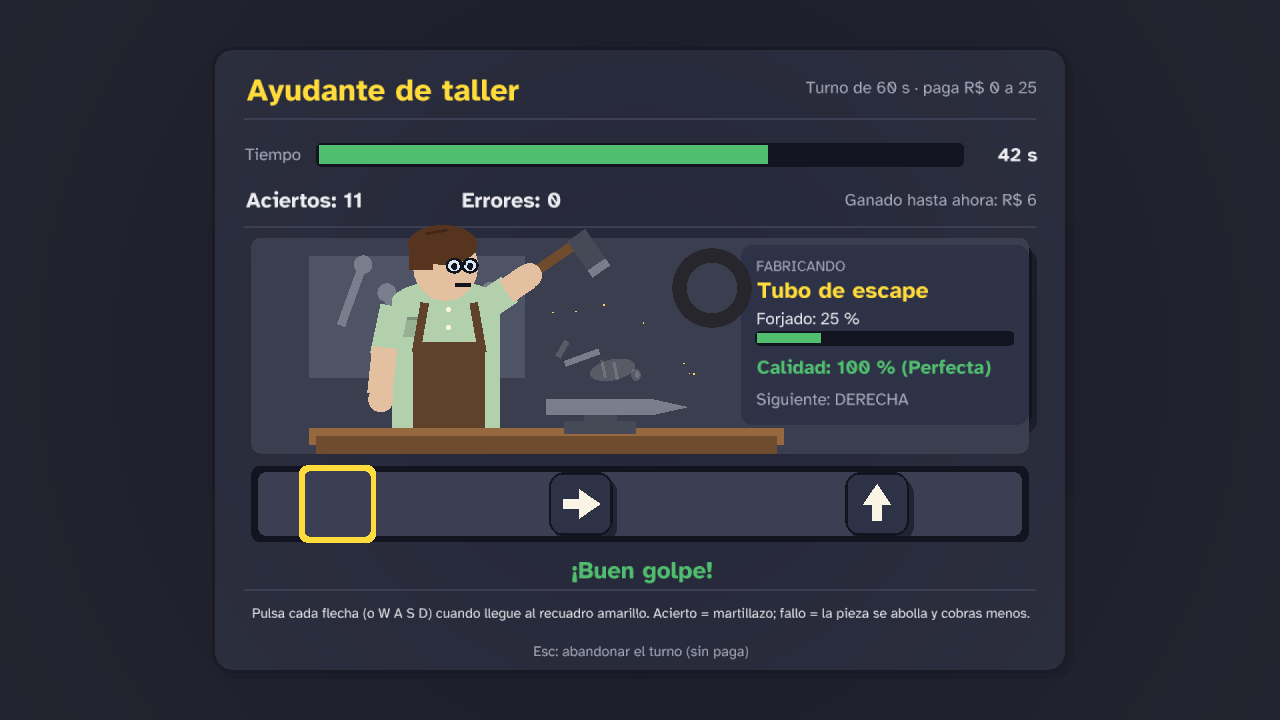 Ayudante de taller
Turno de 60 s · paga R$ 0 a 25
Tiempo
42 s
Aciertos: 11
Errores: 0
Ganado hasta ahora: R$ 6
FABRICANDO
Tubo de escape
Forjado: 25 %
Calidad: 100 % (Perfecta)
Siguiente: DERECHA
¡Buen golpe!
Pulsa cada flecha (o W A S D) cuando llegue al recuadro amarillo. Acierto = martillazo; fallo = la pieza se abolla y cobras menos.
Esc: abandonar el turno (sin paga)